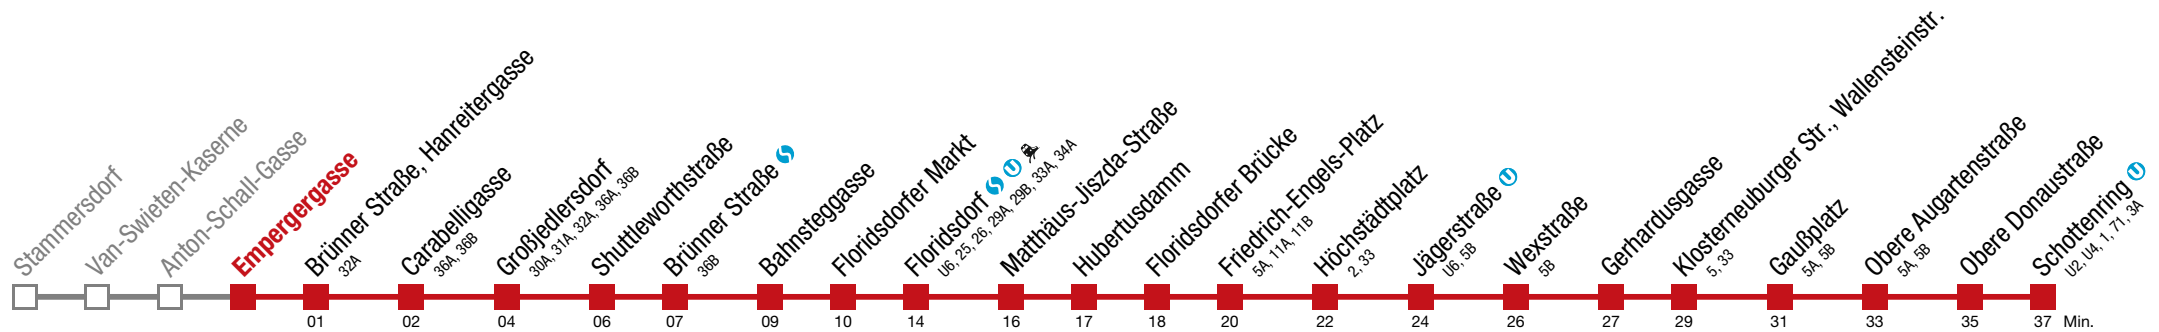 Stammersdorf
Van-Swieten-Kaserne
Anton-Schall-Gasse
Empergergasse
Brünner Straße, Hanreitergasse
32A
Carabelligasse
36A, 36B
Großjedlersdorf
30A, 31A, 32A, 36A, 36B
Shuttleworthstraße
Brünner Straße S
36B
Bahnsteggasse
Floridsdorfer Markt
Floridsdorf S U
U6, 25, 26, 29A, 29B, 33A, 34A
Matthäus-Jiszda-Straße
Hubertusdamm
Floridsdorfer Brücke
Friedrich-Engels-Platz
5A, 11A, 11B
Höchstädtplatz
2, 33
Jägerstraße U
U6, 5B
Wexstraße
5B
Gerhardusgasse
Klosterneuburger Str., Wallensteinstr.
5, 33
Gaußplatz
5A, 5B
Obere Augartenstraße
5A, 5B
Obere Donaustraße
Schottenring U
U2, U4, 1, 71, 3A
01 02 04 06 07 09 10 14 16 17 18 20 22 24 26 27 29 31 33 35 37 Min.